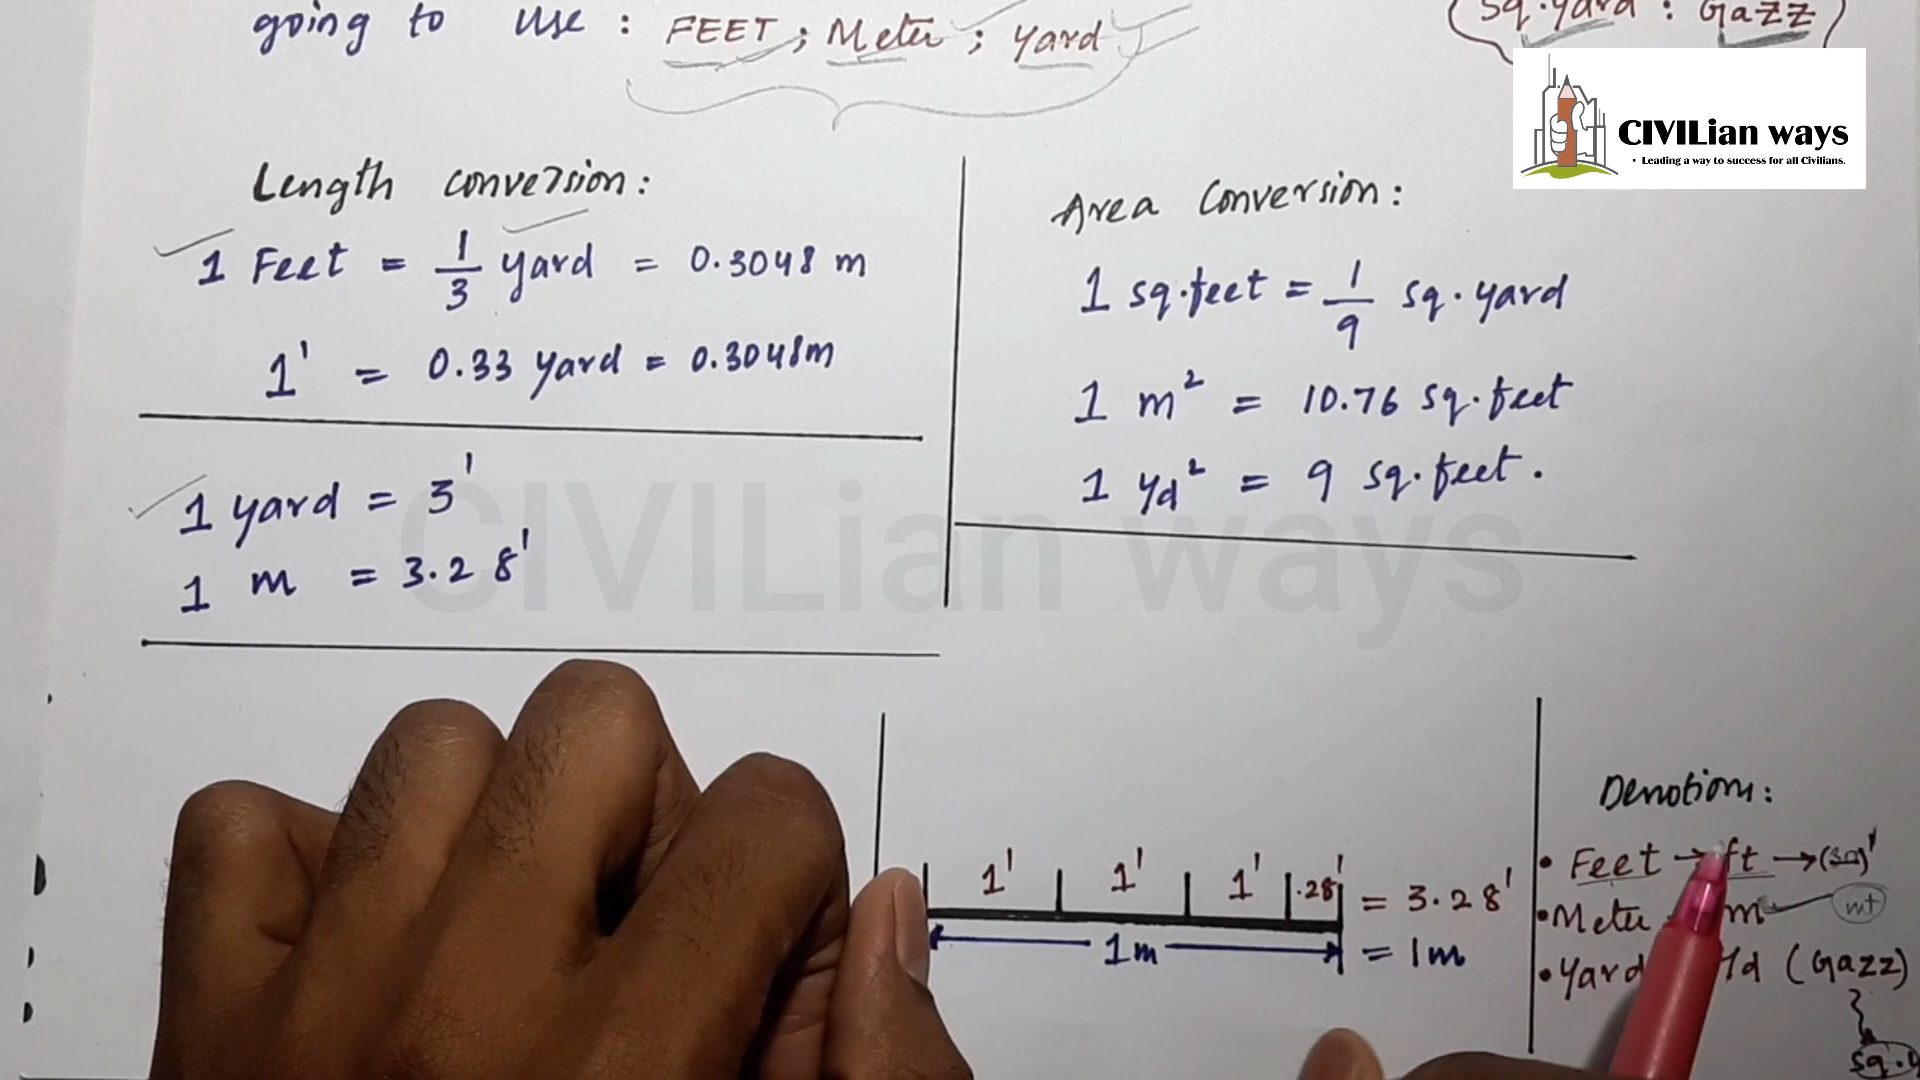 going to use : FEET ; Meter ; yard
sq.yard : Gazz
CIVILian ways
• Leading a way to success for all Civilians.
Length conversion:
1 Feet = 1/3 yard = 0.3048 m
1' = 0.33 yard = 0.3048m
1 yard = 3'
1 m = 3.28'
Area Conversion:
1 sq.feet = 1/9 sq.yard
1 m² = 10.76 sq.feet
1 yd² = 9 sq.feet.
CIVILian ways
1' 1' 1' .28' = 3.28'
1m = 1m
Denotions:
• Feet → ft → (30)'
• Meter m mt
• Yard Yd (Gazz)